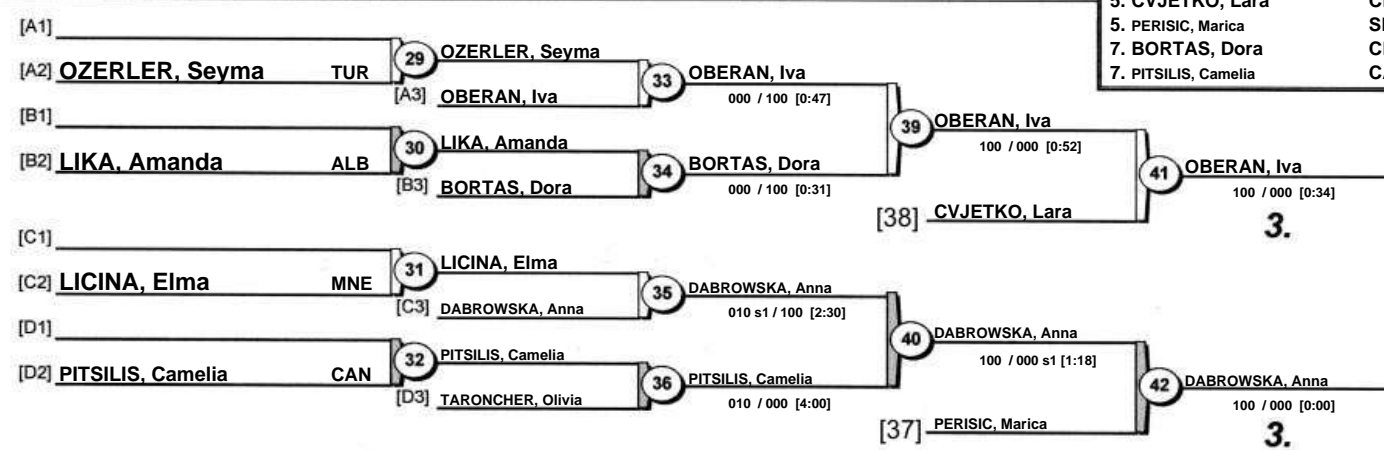 5. CVJETKO, Lara
5. PERISIC, Marica
7. BORTAS, Dora
7. PITSILIS, Camelia
[A1]
[A2] OZERLER, Seyma TUR
29
OZERLER, Seyma
[A3] OBERAN, Iva
33
OBERAN, Iva
000 / 100 [0:47]
[B1]
[B2] LIKA, Amanda ALB
30
LIKA, Amanda
[B3] BORTAS, Dora
34
BORTAS, Dora
000 / 100 [0:31]
39
OBERAN, Iva
100 / 000 [0:52]
[38] CVJETKO, Lara
41
OBERAN, Iva
100 / 000 [0:34]
3.
[C1]
[C2] LICINA, Elma MNE
31
LICINA, Elma
[C3] DABROWSKA, Anna
35
DABROWSKA, Anna
010 s1 / 100 [2:30]
[D1]
[D2] PITSILIS, Camelia CAN
32
PITSILIS, Camelia
[D3] TARONCHER, Olivia
36
PITSILIS, Camelia
010 / 000 [4:00]
40
DABROWSKA, Anna
100 / 000 s1 [1:18]
[37] PERISIC, Marica
42
DABROWSKA, Anna
100 / 000 [0:00]
3.